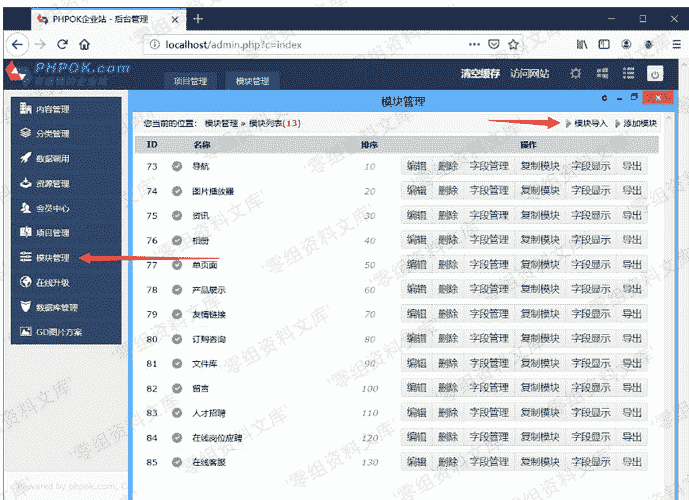 PHPOK企业站 - 后台管理
localhost/admin.php?c=index
PHPOK.com
项目管理 模块管理 清空缓存 访问网站
模块管理
内容管理
分类管理
数据调用
资源管理
会员中心
项目管理
模块管理
在线升级
数据库管理
GD图片方案
您当前的位置: 模块管理 » 模块列表(13) 模块导入 添加模块
ID 名称 排序 操作
73 导航 10 编辑 删除 字段管理 复制模块 字段显示 导出
74 图片播放器 20 编辑 删除 字段管理 复制模块 字段显示 导出
75 资讯 30 编辑 删除 字段管理 复制模块 字段显示 导出
76 相册 40 编辑 删除 字段管理 复制模块 字段显示 导出
77 单页面 50 编辑 删除 字段管理 复制模块 字段显示 导出
78 产品展示 60 编辑 删除 字段管理 复制模块 字段显示 导出
79 友情链接 70 编辑 删除 字段管理 复制模块 字段显示 导出
80 订购咨询 80 编辑 删除 字段管理 复制模块 字段显示 导出
81 文件库 90 编辑 删除 字段管理 复制模块 字段显示 导出
82 留言 100 编辑 删除 字段管理 复制模块 字段显示 导出
83 人才招聘 110 编辑 删除 字段管理 复制模块 字段显示 导出
84 在线岗位应聘 120 编辑 删除 字段管理 复制模块 字段显示 导出
85 在线客服 130 编辑 删除 字段管理 复制模块 字段显示 导出
Powered by phpok.com, C
'零组资料文库'